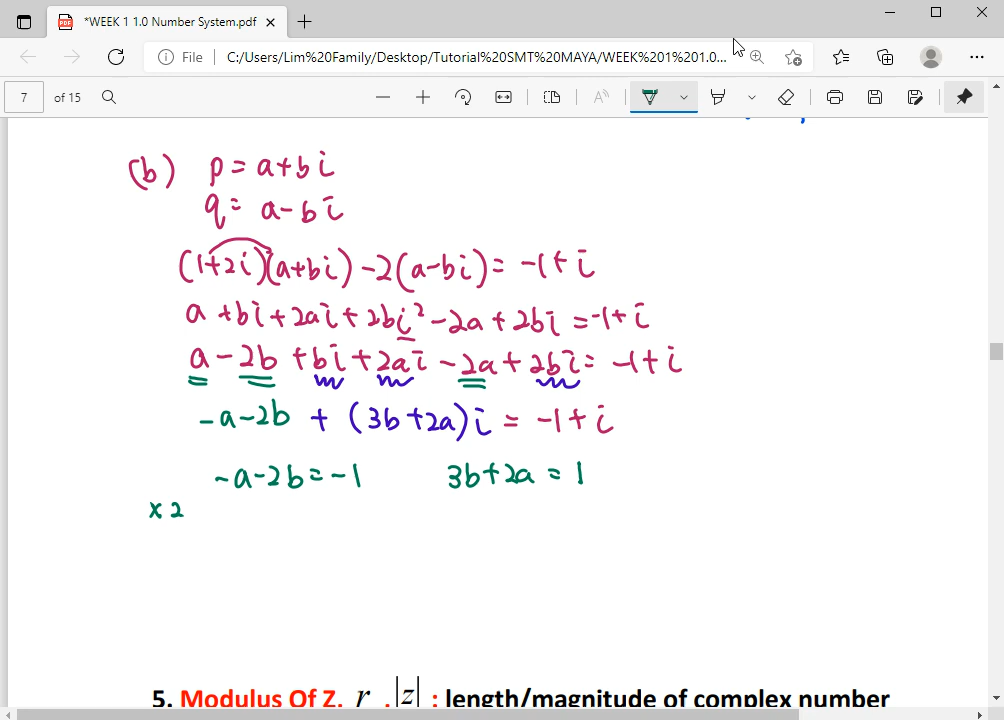 *WEEK 1 1.0 Number System.pdf
File C:/Users/Lim%20Family/Desktop/Tutorial%20SMT%20MAYA/WEEK%201%201.0...
7 of 15
(b) p = a+bi
q = a-bi
(1+2i)(a+bi) -2(a-bi) = -1+i
a +bi+2ai+2bi² -2a+2bi = -1+i
a -2b +bi+2ai -2a+2bi = -1+i
-a-2b + (3b+2a)i = -1+i
-a-2b = -1 3b+2a = 1
x2
5. Modulus Of Z, r , |z| : length/magnitude of complex number